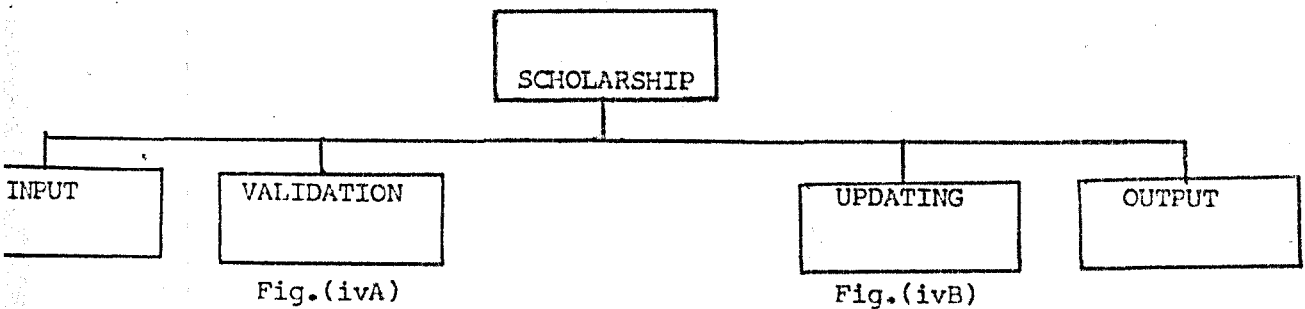 SCHOLARSHIP
INPUT VALIDATION UPDATING OUTPUT
Fig.(ivA) Fig.(ivB)